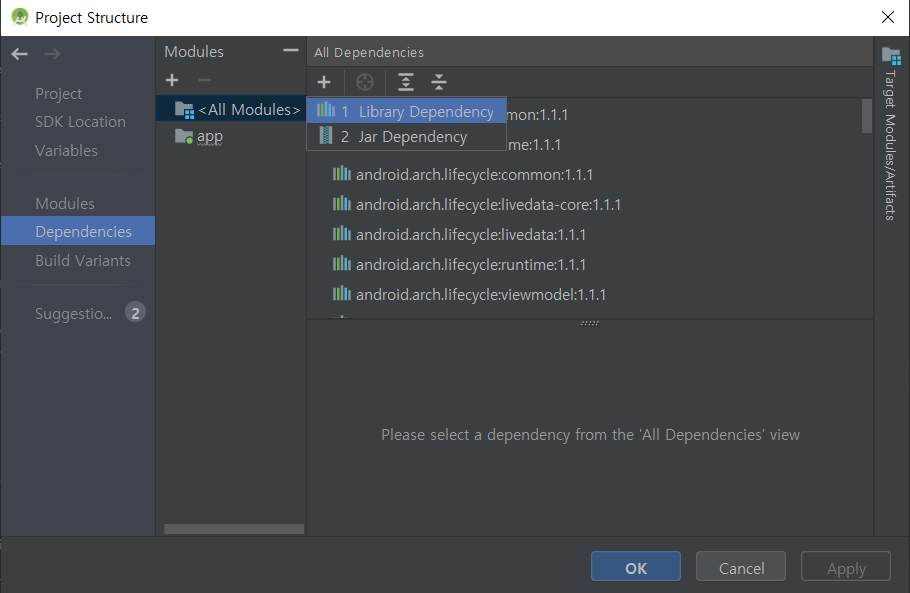 Project Structure
Project
SDK Location
Variables
Modules
Dependencies
Build Variants
Suggestio... 2
Modules
<All Modules>
app
All Dependencies
1 Library Dependency
2 Jar Dependency
mon:1.1.1
me:1.1.1
android.arch.lifecycle:common:1.1.1
android.arch.lifecycle:livedata-core:1.1.1
android.arch.lifecycle:livedata:1.1.1
android.arch.lifecycle:runtime:1.1.1
android.arch.lifecycle:viewmodel:1.1.1
Please select a dependency from the 'All Dependencies' view
Target Modules/Artifacts
OK
Cancel
Apply